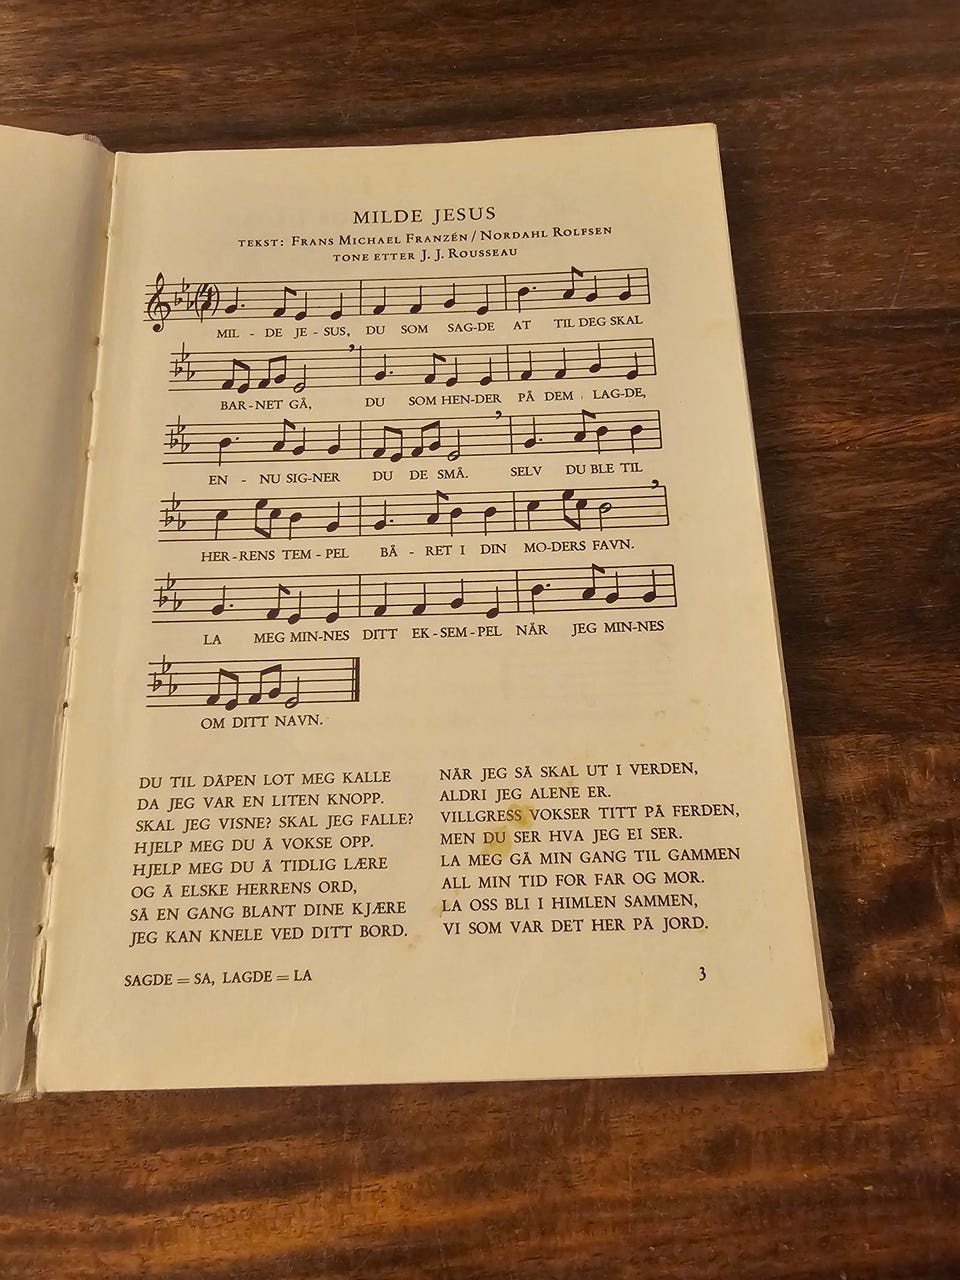 MILDE JESUS
TEKST: FRANS MICHAEL FRANZÉN / NORDAHL ROLFSEN
TONE ETTER J. J. ROUSSEAU
MIL - DE JE - SUS, DU SOM SAG-DE AT TIL DEG SKAL
BAR-NET GÅ, DU SOM HEN-DER PÅ DEM LAG-DE,
EN - NU SIG-NER DU DE SMÅ. SELV DU BLE TIL
HER-RENS TEM-PEL BÅ - RET I DIN MO-DERS FAVN.
LA MEG MIN-NES DITT EK-SEM-PEL NÅR JEG MIN-NES
OM DITT NAVN.
DU TIL DÅPEN LOT MEG KALLE
DA JEG VAR EN LITEN KNOPP.
SKAL JEG VISNE? SKAL JEG FALLE?
HJELP MEG DU Å VOKSE OPP.
HJELP MEG DU Å TIDLIG LÆRE
OG Å ELSKE HERRENS ORD,
SÅ EN GANG BLANT DINE KJÆRE
JEG KAN KNELE VED DITT BORD.
NÅR JEG SÅ SKAL UT I VERDEN,
ALDRI JEG ALENE ER.
VILLGRESS VOKSER TITT PÅ FERDEN,
MEN DU SER HVA JEG EI SER.
LA MEG GÅ MIN GANG TIL GAMMEN
ALL MIN TID FOR FAR OG MOR.
LA OSS BLI I HIMLEN SAMMEN,
VI SOM VAR DET HER PÅ JORD.
SAGDE = SA, LAGDE = LA
3